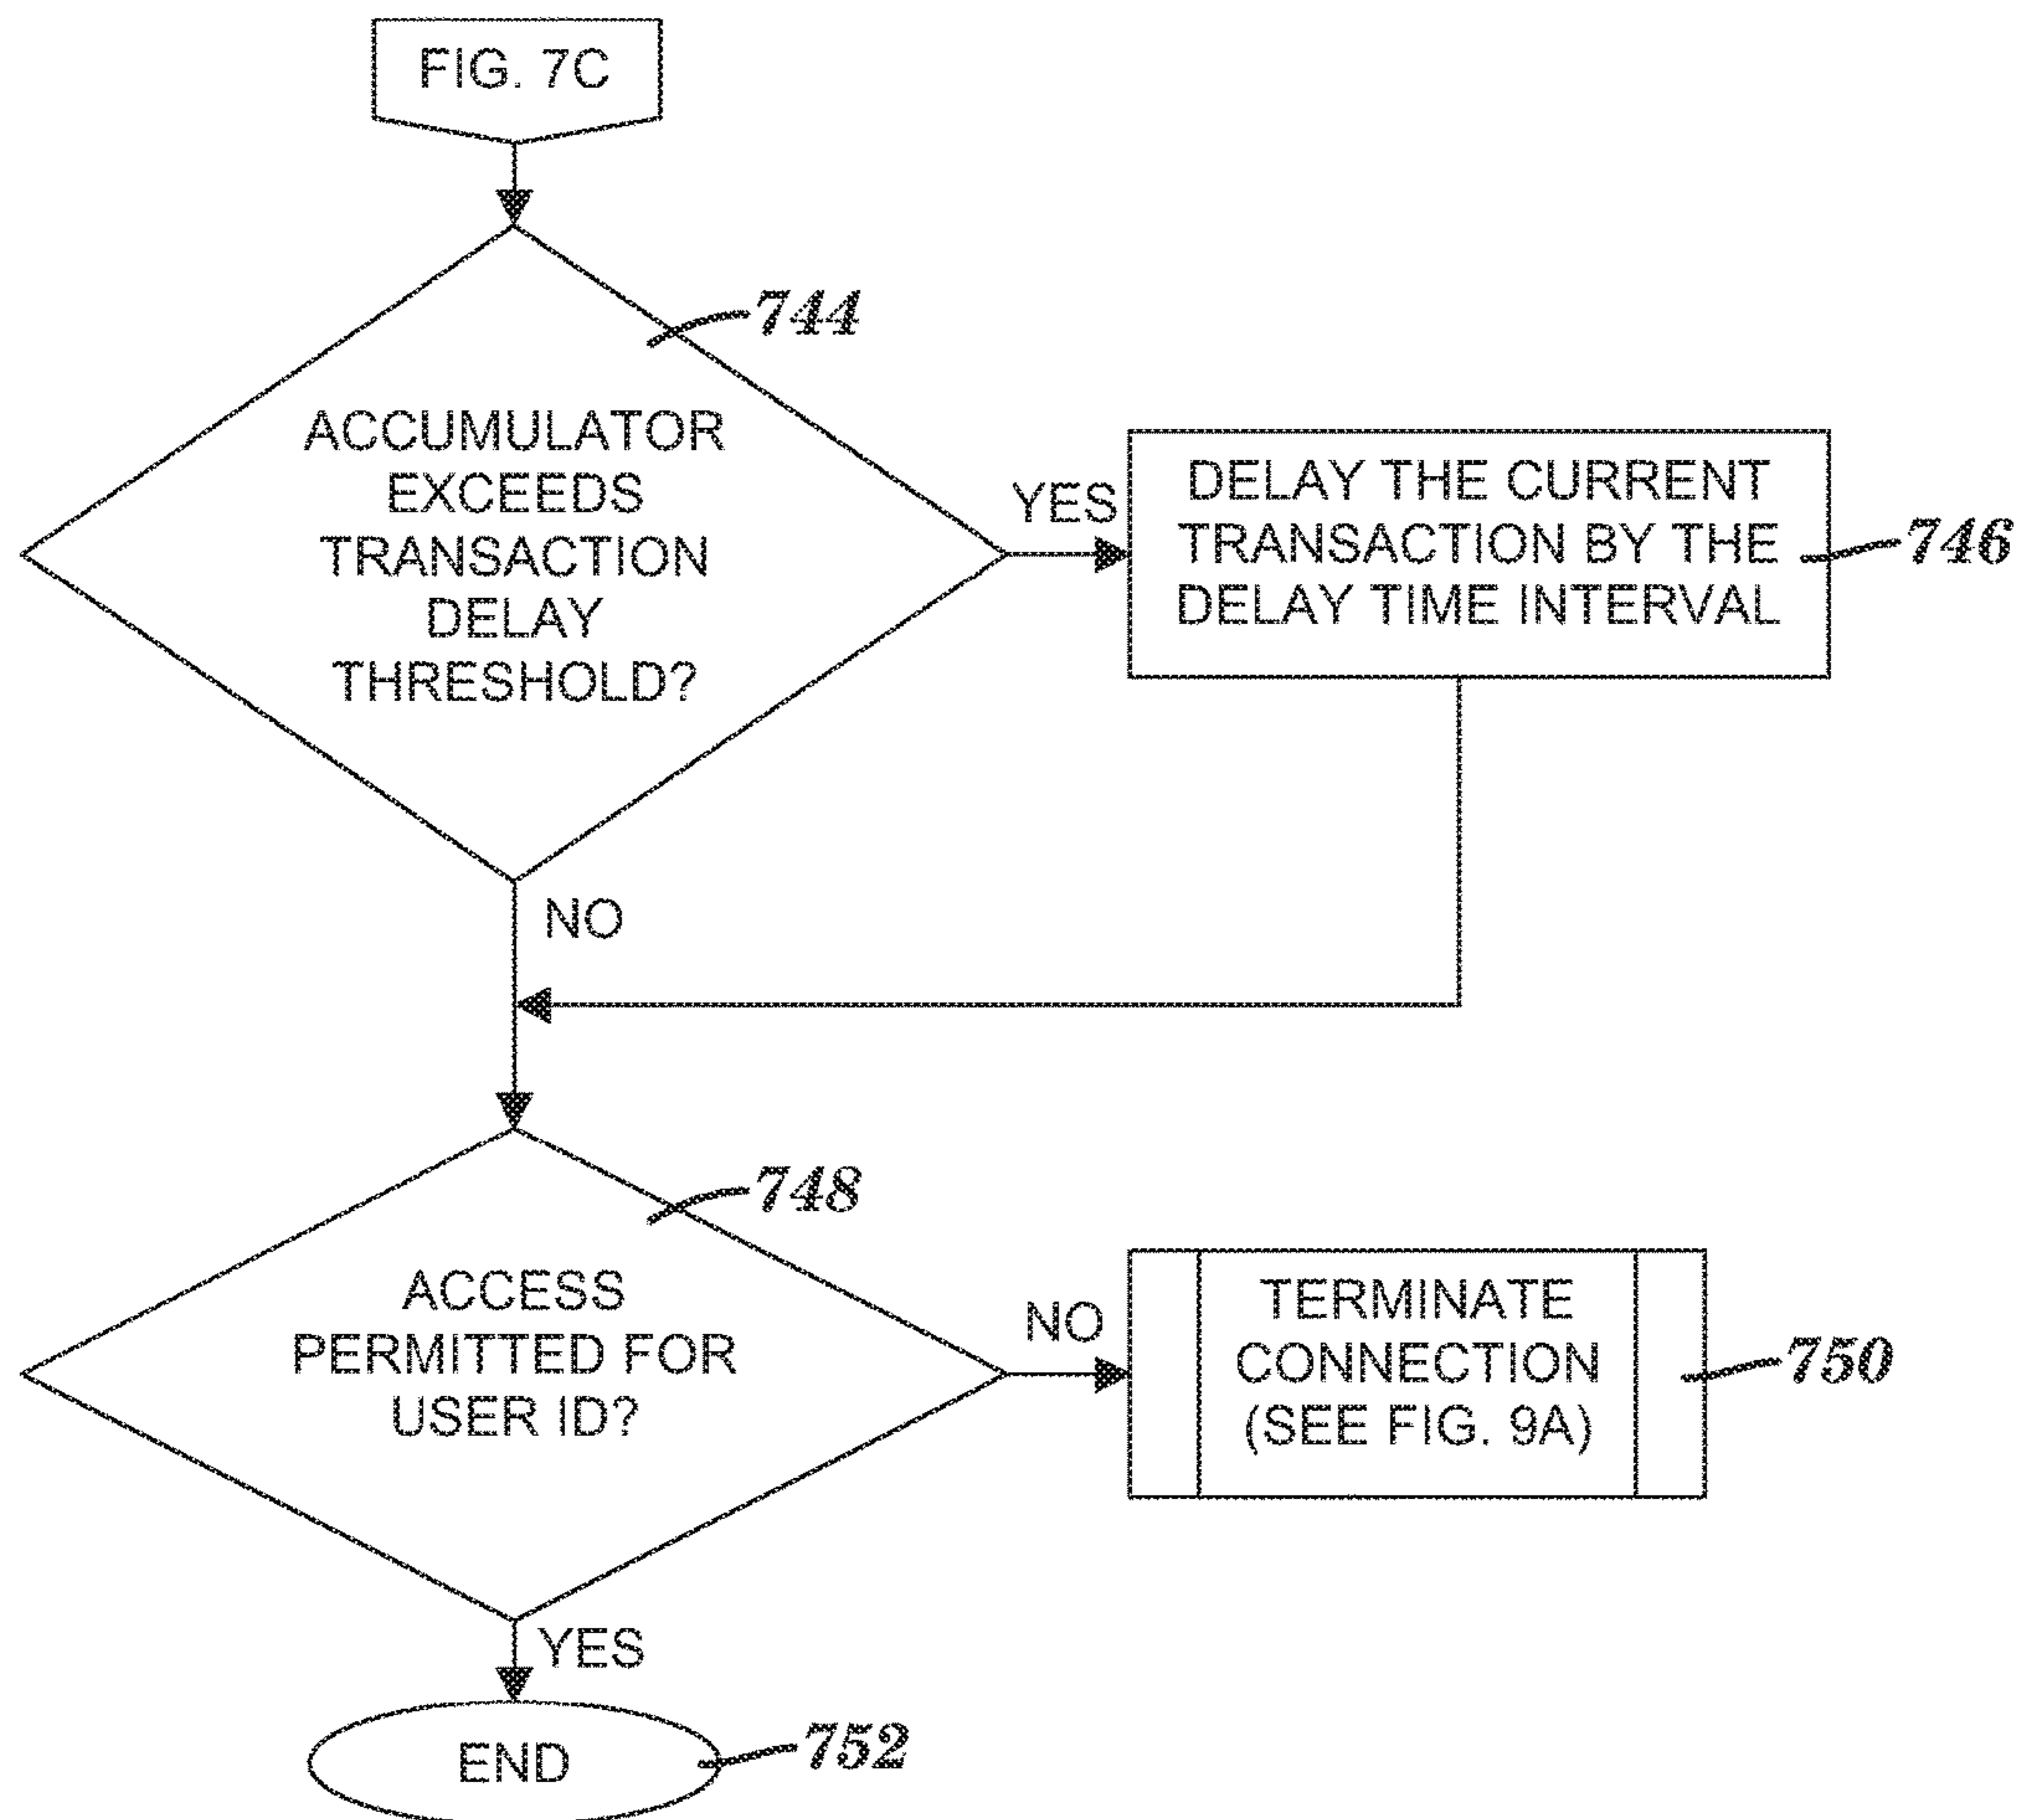 FIG. 7C
744
ACCUMULATOR
EXCEEDS
TRANSACTION
DELAY
THRESHOLD?
YES
DELAY THE CURRENT
TRANSACTION BY THE
DELAY TIME INTERVAL
746
NO
748
ACCESS
PERMITTED FOR
USER ID?
NO
TERMINATE
CONNECTION
(SEE FIG. 9A)
750
YES
END
752